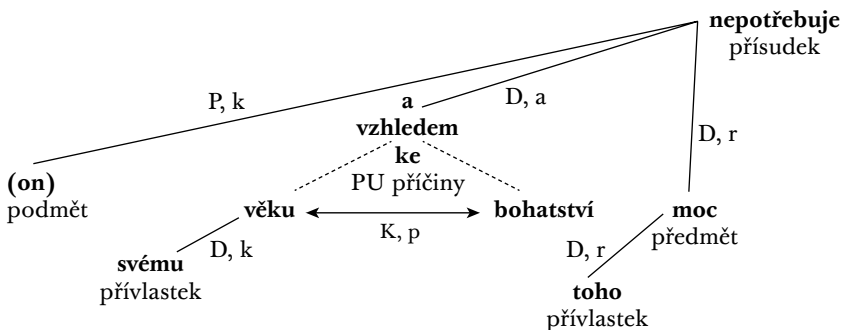 nepotřebuje
přísudek
P, k
a
D, a
vzhledem
ke
D, r
(on)
PU příčiny
podmět
věku
bohatství
moc
K, p
předmět
D, k
D, r
svému
přívlastek
toho
přívlastek